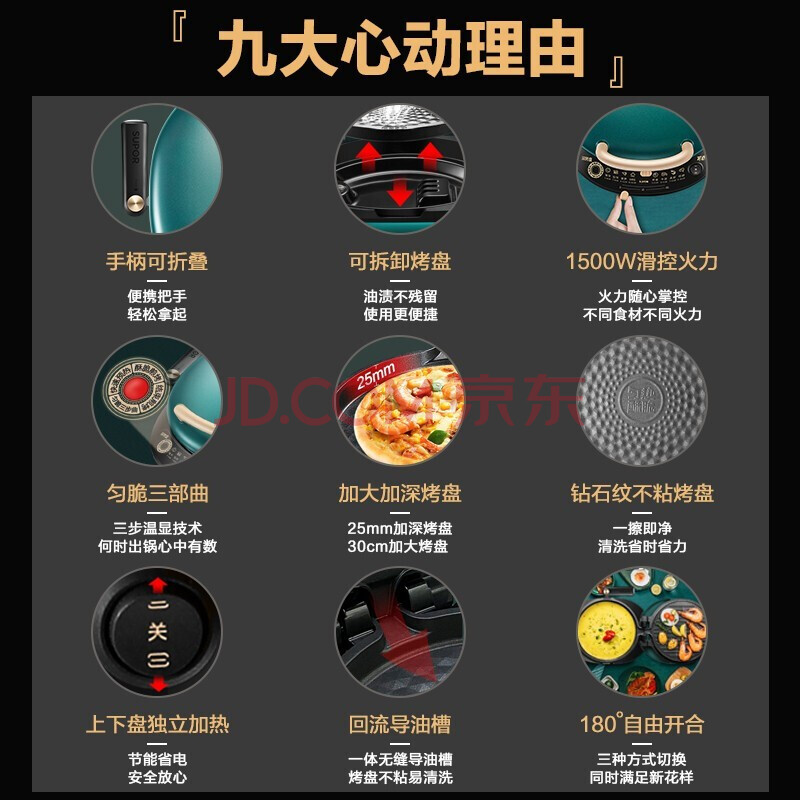 『九大心动理由』
SUPOR
手柄可折叠
便携把手
轻松拿起
可拆卸烤盘
油渍不残留
使用更便捷
1500W滑控火力
火力随心掌控
不同食材不同火力
匀脆三部曲
三步温显技术
何时出锅心中有数
25mm
加大加深烤盘
25mm加深烤盘
30cm加大烤盘
钻石纹不粘烤盘
一擦即净
清洗省时省力
JD.COM京东
二
关
三
上下盘独立加热
节能省电
安全放心
回流导油槽
一体无缝导油槽
烤盘不粘易清洗
180°自由开合
三种方式切换
同时满足新花样